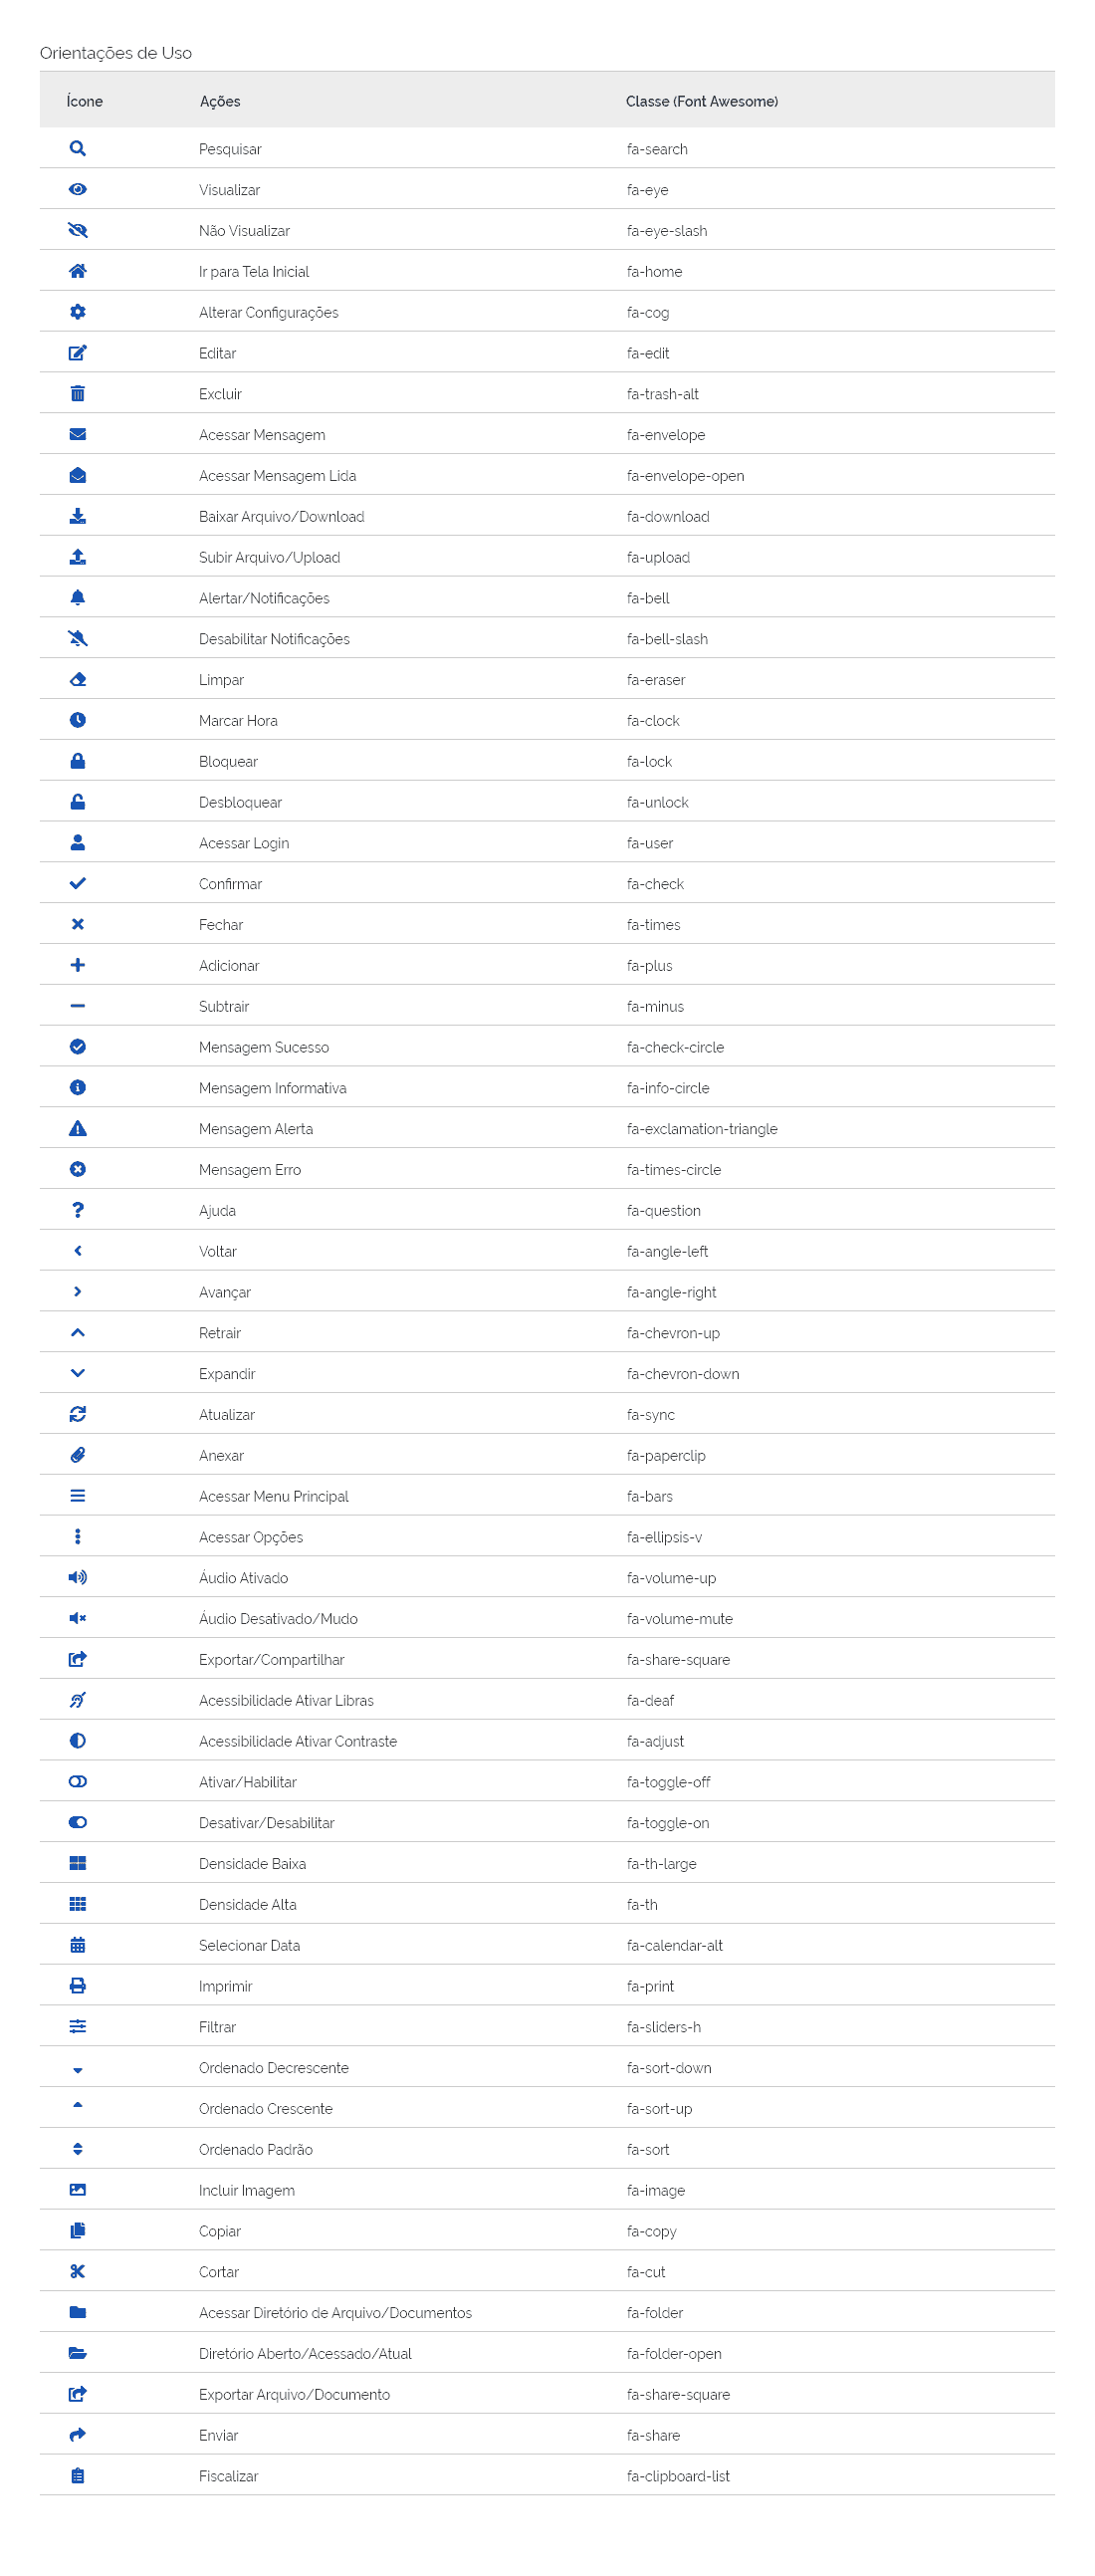 Orientações de Uso
Ícone Ações Classe (Font Awesome)
Pesquisar fa-search
Visualizar fa-eye
Não Visualizar fa-eye-slash
Ir para Tela Inicial fa-home
Alterar Configurações fa-cog
Editar fa-edit
Excluir fa-trash-alt
Acessar Mensagem fa-envelope
Acessar Mensagem Lida fa-envelope-open
Baixar Arquivo/Download fa-download
Subir Arquivo/Upload fa-upload
Alertar/Notificações fa-bell
Desabilitar Notificações fa-bell-slash
Limpar fa-eraser
Marcar Hora fa-clock
Bloquear fa-lock
Desbloquear fa-unlock
Acessar Login fa-user
Confirmar fa-check
Fechar fa-times
Adicionar fa-plus
Subtrair fa-minus
Mensagem Sucesso fa-check-circle
Mensagem Informativa fa-info-circle
Mensagem Alerta fa-exclamation-triangle
Mensagem Erro fa-times-circle
Ajuda fa-question
Voltar fa-angle-left
Avançar fa-angle-right
Retrair fa-chevron-up
Expandir fa-chevron-down
Atualizar fa-sync
Anexar fa-paperclip
Acessar Menu Principal fa-bars
Acessar Opções fa-ellipsis-v
Áudio Ativado fa-volume-up
Áudio Desativado/Mudo fa-volume-mute
Exportar/Compartilhar fa-share-square
Acessibilidade Ativar Libras fa-deaf
Acessibilidade Ativar Contraste fa-adjust
Ativar/Habilitar fa-toggle-off
Desativar/Desabilitar fa-toggle-on
Densidade Baixa fa-th-large
Densidade Alta fa-th
Selecionar Data fa-calendar-alt
Imprimir fa-print
Filtrar fa-sliders-h
Ordenado Decrescente fa-sort-down
Ordenado Crescente fa-sort-up
Ordenado Padrão fa-sort
Incluir Imagem fa-image
Copiar fa-copy
Cortar fa-cut
Acessar Diretório de Arquivo/Documentos fa-folder
Diretório Aberto/Acessado/Atual fa-folder-open
Exportar Arquivo/Documento fa-share-square
Enviar fa-share
Fiscalizar fa-clipboard-list